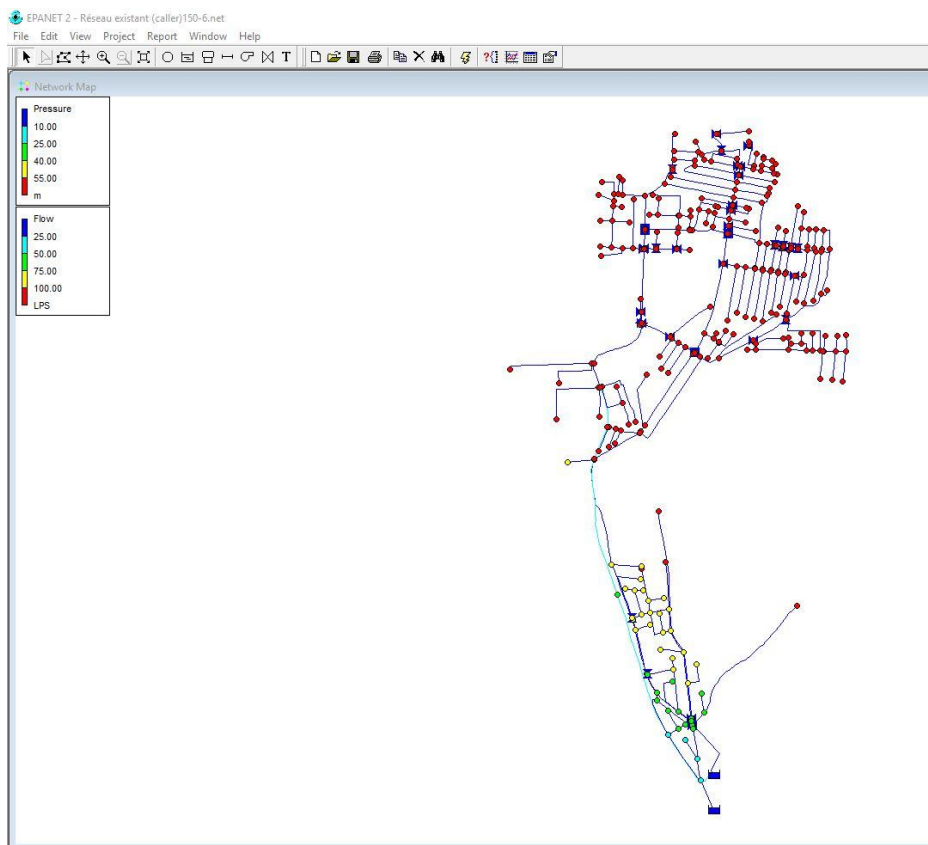 EPANET 2 - Réseau existant (caller)150-6.net
File Edit View Project Report Window Help
T
Network Map
Pressure
10.00
25.00
40.00
55.00
m
Flow
25.00
50.00
75.00
100.00
LPS